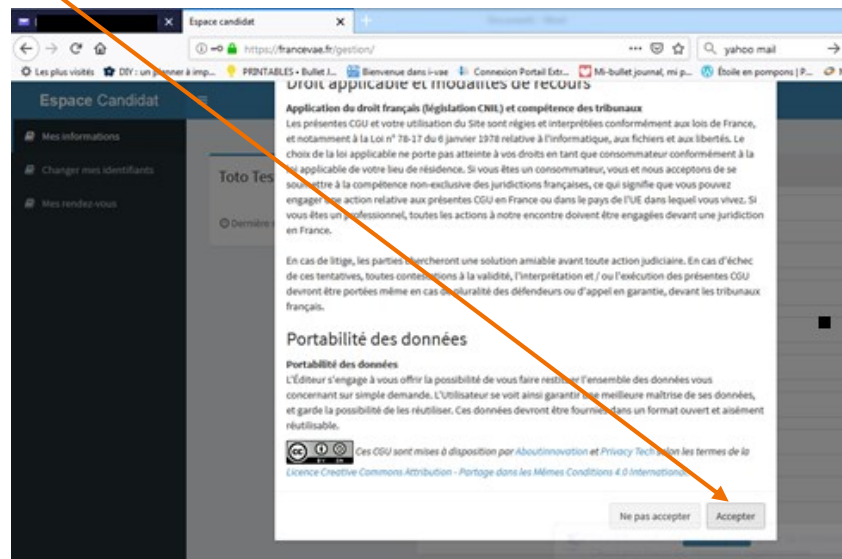 Espace candidat
https://francevae.fr/gestion/
yahoo mail
Les plus visités DIY : un planner à imp... PRINTABLES • Bullet J... Bienvenue dans i-vae Connexion Portail Extr... Mi-bullet journal, mi p... Étoile en pompons | P...
Espace Candidat
Mes informations
Changer mes identifiants
Mes rendez-vous
Toto Tes
Dernière
Droit applicable et modalités de recours
Application du droit français (législation CNIL) et compétence des tribunaux
Les présentes CGU et votre utilisation du Site sont régies et interprétées conformément aux lois de France,
et notamment à la Loi n° 78-17 du 6 janvier 1978 relative à l'informatique, aux fichiers et aux libertés. Le
choix de la loi applicable ne porte pas atteinte à vos droits en tant que consommateur conformément à la
loi applicable de votre lieu de résidence. Si vous êtes un consommateur, vous et nous acceptons de se
soumettre à la compétence non-exclusive des juridictions françaises, ce qui signifie que vous pouvez
engager une action relative aux présentes CGU en France ou dans le pays de l'UE dans lequel vous vivez. Si
vous êtes un professionnel, toutes les actions à notre encontre doivent être engagées devant une juridiction
en France.
En cas de litige, les parties chercheront une solution amiable avant toute action judiciaire. En cas d'échec
de ces tentatives, toutes contestations à la validité, l'interprétation et / ou l'exécution des présentes CGU
devront être portées même en cas de pluralité des défendeurs ou d'appel en garantie, devant les tribunaux
français.
Portabilité des données
Portabilité des données
L'Éditeur s'engage à vous offrir la possibilité de vous faire restituer l'ensemble des données vous
concernant sur simple demande. L'Utilisateur se voit ainsi garantir une meilleure maîtrise de ses données,
et garde la possibilité de les réutiliser. Ces données devront être fournies dans un format ouvert et aisément
réutilisable.
Ces CGU sont mises à disposition par Aboutinnovation et Privacy Tech selon les termes de la
Licence Creative Commons Attribution - Partage dans les Mêmes Conditions 4.0 International.
Ne pas accepter Accepter